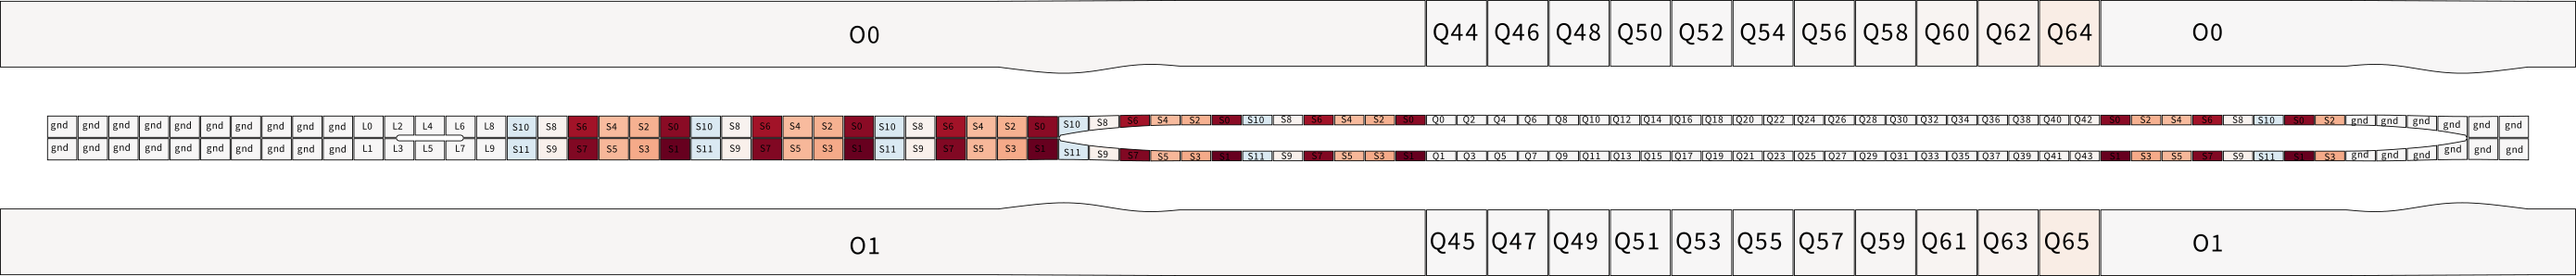 O0 Q44 Q46 Q48 Q50 Q52 Q54 Q56 Q58 Q60 Q62 Q64 O0
gnd gnd gnd gnd gnd gnd gnd gnd gnd gnd L0 L2 L4 L6 L8 S10 S8 S6 S4 S2 S0 S10 S8 S6 S4 S2 S0 S10 S8 S6 S4 S2 S0 S10 S8 S6 S4 S2 S0 S10 S8 S6 S4 S2 S0 Q0 Q2 Q4 Q6 Q8 Q10 Q12 Q14 Q16 Q18 Q20 Q22 Q24 Q26 Q28 Q30 Q32 Q34 Q36 Q38 Q40 Q42 S0 S2 S4 S6 S8 S10 S0 S2 gnd gnd gnd gnd gnd gnd
gnd gnd gnd gnd gnd gnd gnd gnd gnd gnd L1 L3 L5 L7 L9 S11 S9 S7 S5 S3 S1 S11 S9 S7 S5 S3 S1 S11 S9 S7 S5 S3 S1 S11 S9 S7 S5 S3 S1 S11 S9 S7 S5 S3 S1 Q1 Q3 Q5 Q7 Q9 Q11 Q13 Q15 Q17 Q19 Q21 Q23 Q25 Q27 Q29 Q31 Q33 Q35 Q37 Q39 Q41 Q43 S1 S3 S5 S7 S9 S11 S1 S3 gnd gnd gnd gnd gnd gnd
O1 Q45 Q47 Q49 Q51 Q53 Q55 Q57 Q59 Q61 Q63 Q65 O1